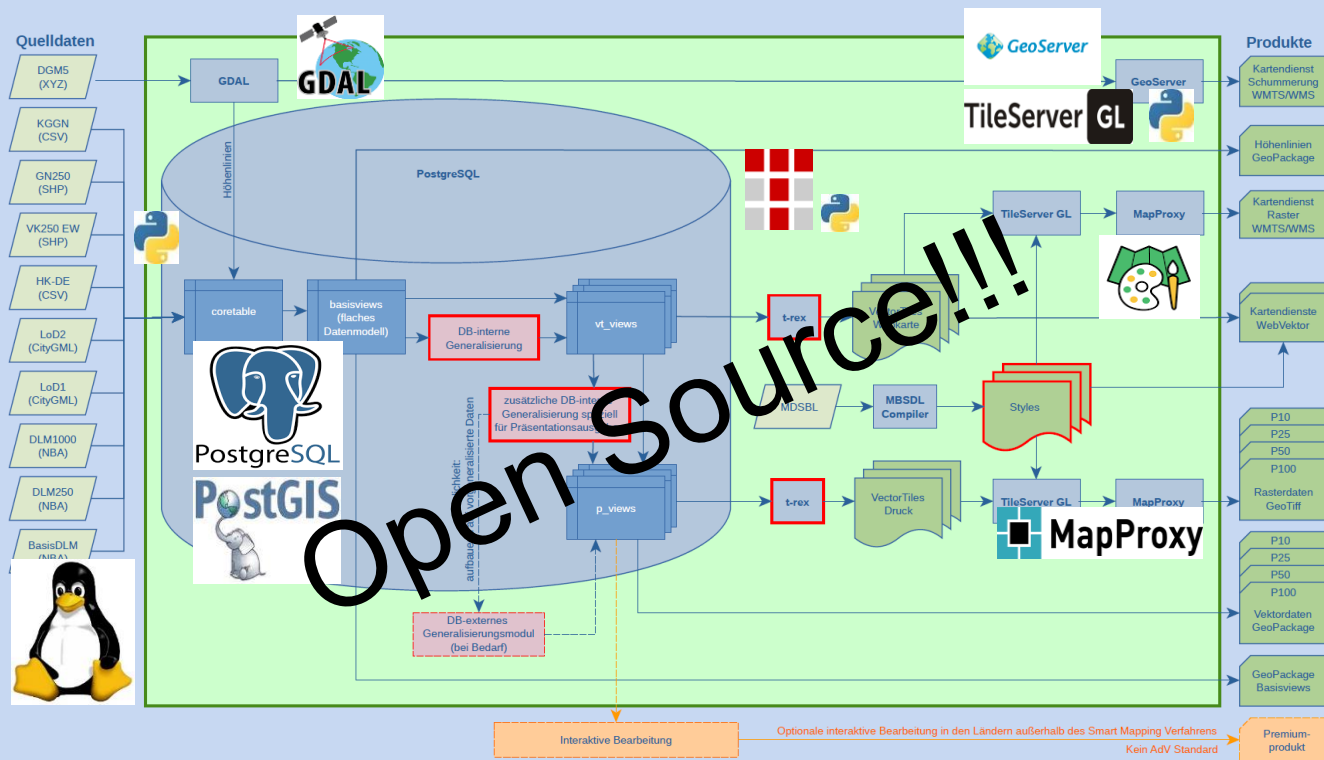 Quelldaten
DGM5
(XYZ)
KGGN
(CSV)
GN250
(SHP)
VK250 EW
(SHP)
HK-DE
(CSV)
LoD2
(CityGML)
LoD1
(CityGML)
DLM1000
(NBA)
DLM250
(NBA)
BasisDLM
(NBA)
GDAL
GDAL
Höhenlinien
PostgreSQL
coretable
basisviews
(flaches
Datenmodell)
DB-interne
Generalisierung
vt_views
zusätzliche DB-inte
Generalisierung speziell
für Präsentationsausg
PostgreSQL
PostGIS
p_views
DB-externes
Generalisierungsmodul
(bei Bedarf)
Open Source!!!
t-rex
Styles
MDSBL
MBSDL
Compiler
t-rex
VectorTiles
Druck
GeoServer
GeoServer
TileServer GL
TileServer GL
MapProxy
TileServer GL
MapProxy
MapProxy
Produkte
Kartendienst
Schummerung
WMTS/WMS
Höhenlinien
GeoPackage
Kartendienst
Raster
WMTS/WMS
Kartendienste
WebVektor
P10
P25
P50
P100
Rasterdaten
GeoTiff
P10
P25
P50
P100
Vektordaten
GeoPackage
GeoPackage
Basisviews
Interaktive Bearbeitung
Optionale interaktive Bearbeitung in den Ländern außerhalb des Smart Mapping Verfahrens
Kein AdV Standard
Premium-
produkt